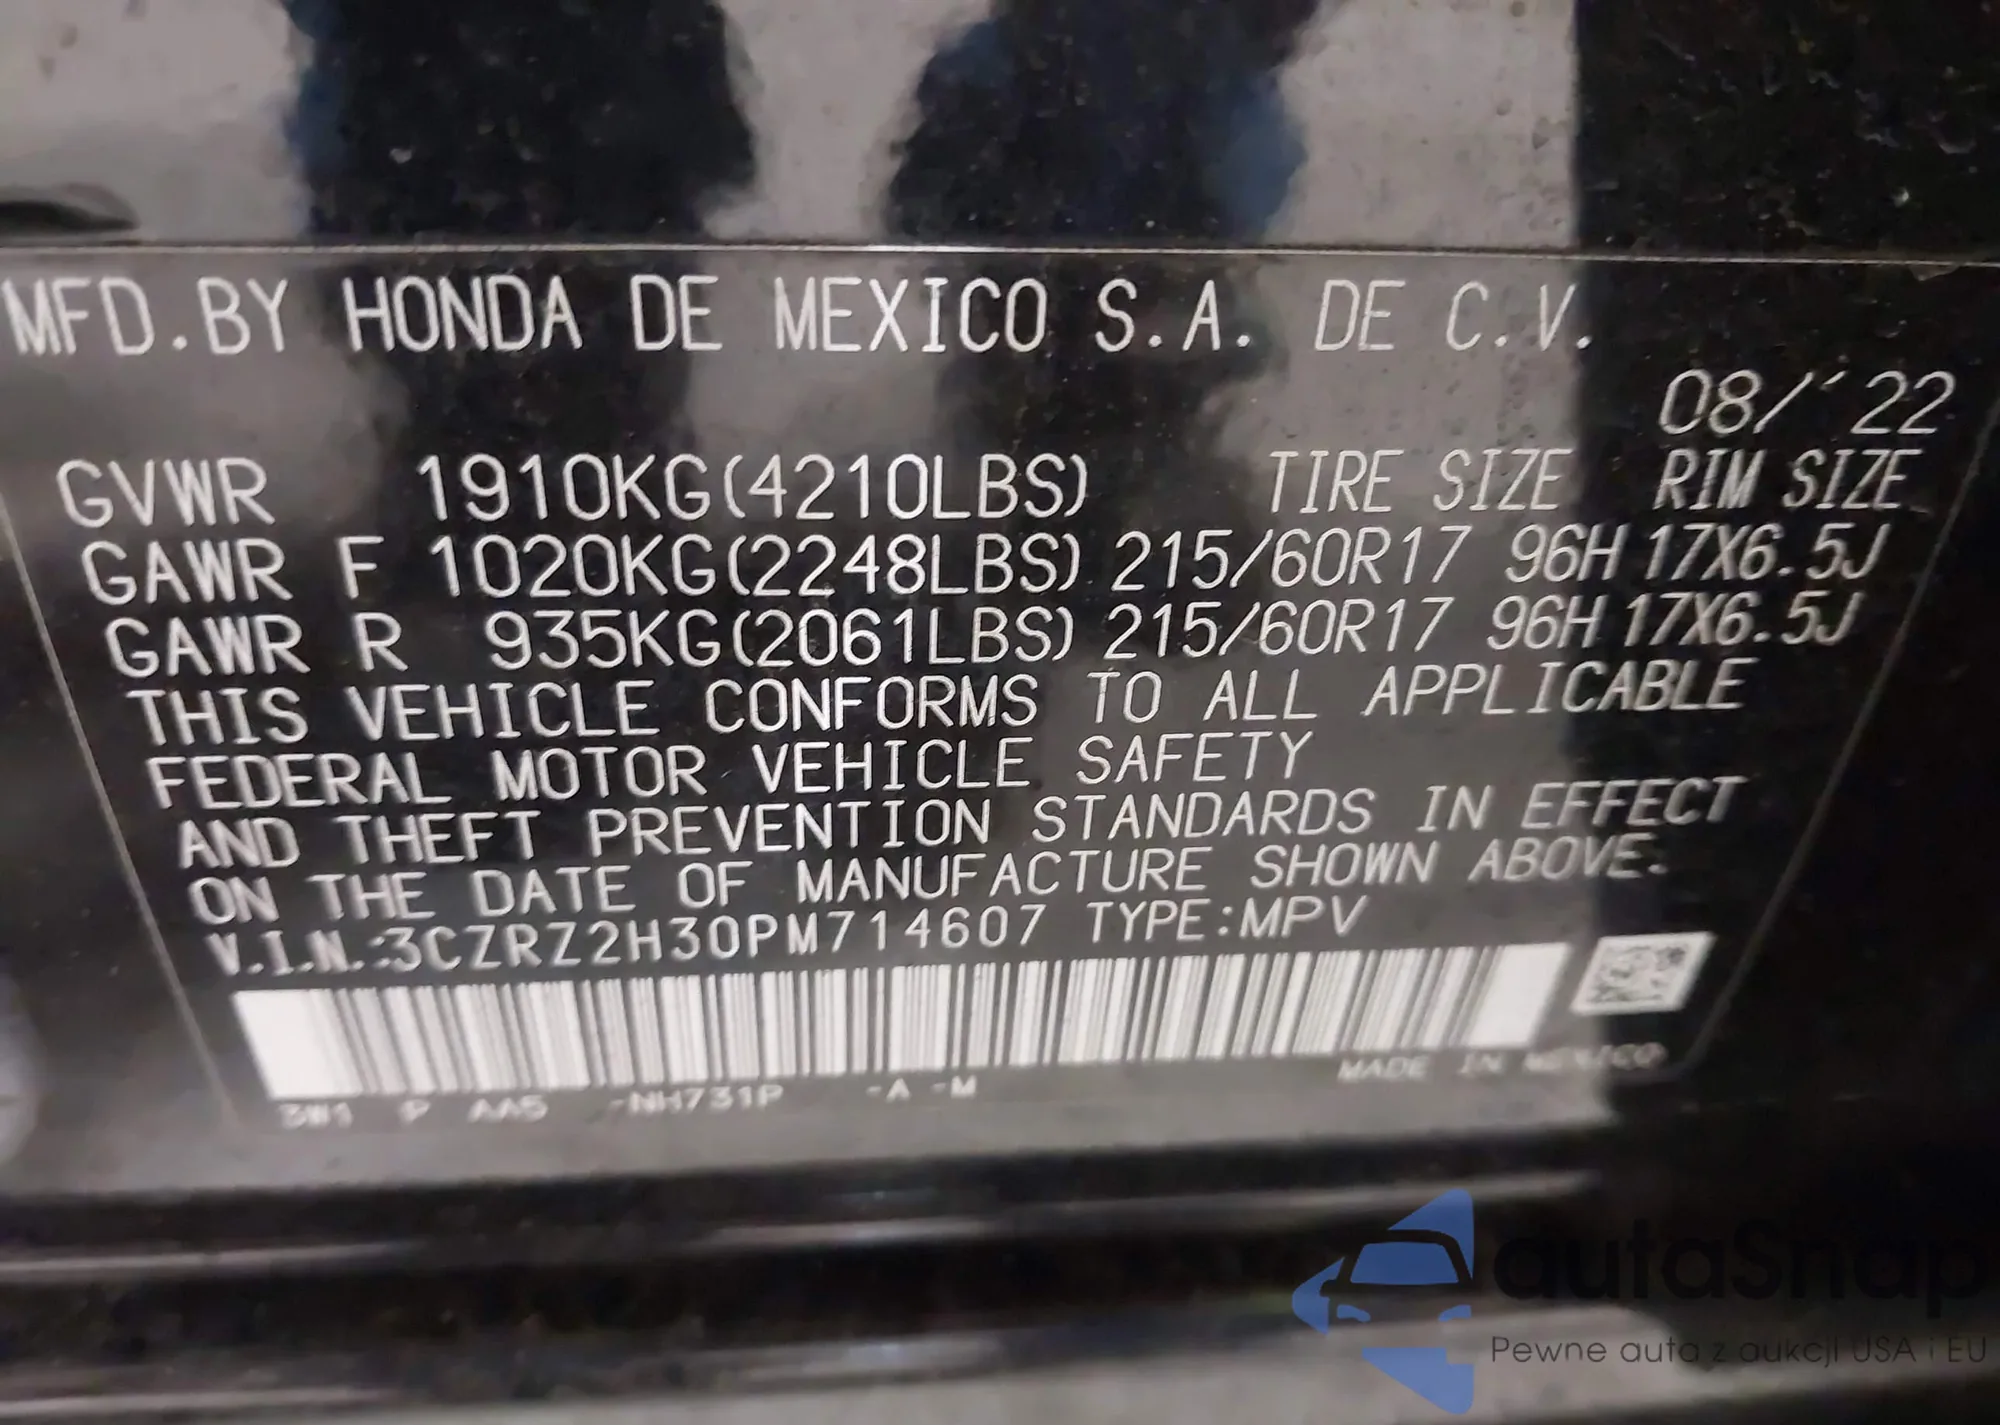 MFD.BY HONDA DE MEXICO S.A. DE C.V.
08/'22
GVWR 1910KG(4210LBS) TIRE SIZE RIM SIZE
GAWR F 1020KG(2248LBS) 215/60R17 96H 17X6.5J
GAWR R 935KG(2061LBS) 215/60R17 96H 17X6.5J
THIS VEHICLE CONFORMS TO ALL APPLICABLE
FEDERAL MOTOR VEHICLE SAFETY
AND THEFT PREVENTION STANDARDS IN EFFECT
ON THE DATE OF MANUFACTURE SHOWN ABOVE.
V.I.N.:3CZRZ2H30PM714607 TYPE:MPV
3W1 P AA5 -NH731P -A -M MADE IN MEXICO
autaSnap
Pewne auta z aukcji USA i EU